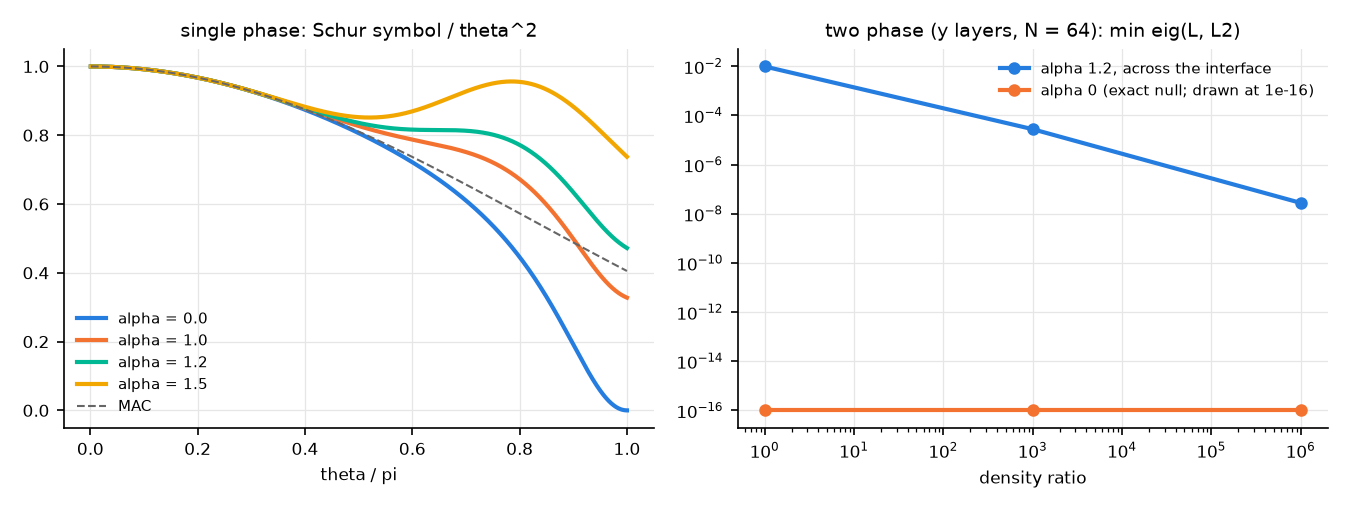 single phase: Schur symbol / theta^2
1.0
0.8
0.6
0.4
0.2
0.0
alpha = 0.0
alpha = 1.0
alpha = 1.2
alpha = 1.5
MAC
0.0 0.2 0.4 0.6 0.8 1.0
theta / pi
two phase (y layers, N = 64): min eig(L, L2)
alpha 1.2, across the interface
alpha 0 (exact null; drawn at 1e-16)
10^-2
10^-4
10^-6
10^-8
10^-10
10^-12
10^-14
10^-16
10^0 10^1 10^2 10^3 10^4 10^5 10^6
density ratio